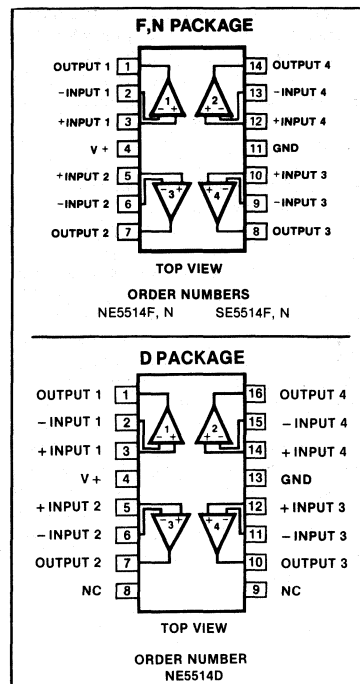 F,N PACKAGE
OUTPUT 1 1 14 OUTPUT 4
-INPUT 1 2 1 2 13 -INPUT 4
+INPUT 1 3 - + - + 12 +INPUT 4
V + 4 11 GND
+INPUT 2 5 - + + - 10 +INPUT 3
-INPUT 2 6 3 4 9 -INPUT 3
OUTPUT 2 7 8 OUTPUT 3
TOP VIEW
ORDER NUMBERS
NE5514F, N SE5514F, N
D PACKAGE
OUTPUT 1 1 16 OUTPUT 4
- INPUT 1 2 1 2 15 - INPUT 4
+ INPUT 1 3 - + - + 14 + INPUT 4
V + 4 13 GND
+ INPUT 2 5 - + + - 12 + INPUT 3
- INPUT 2 6 3 4 11 - INPUT 3
OUTPUT 2 7 10 OUTPUT 3
NC 8 9 NC
TOP VIEW
ORDER NUMBER
NE5514D